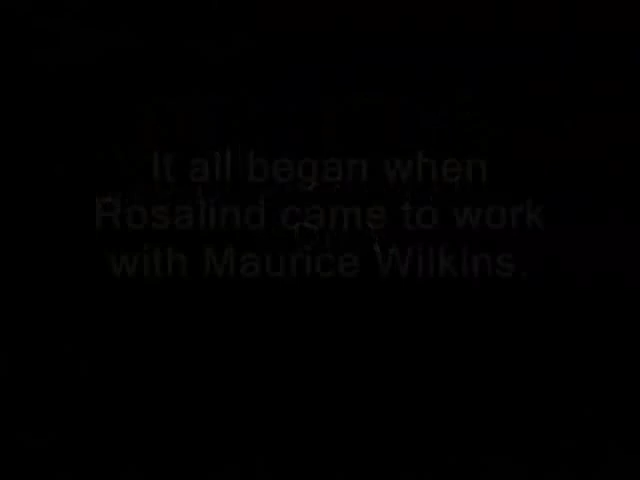 It all began when
Rosalind came to work
with Maurice Wilkins.